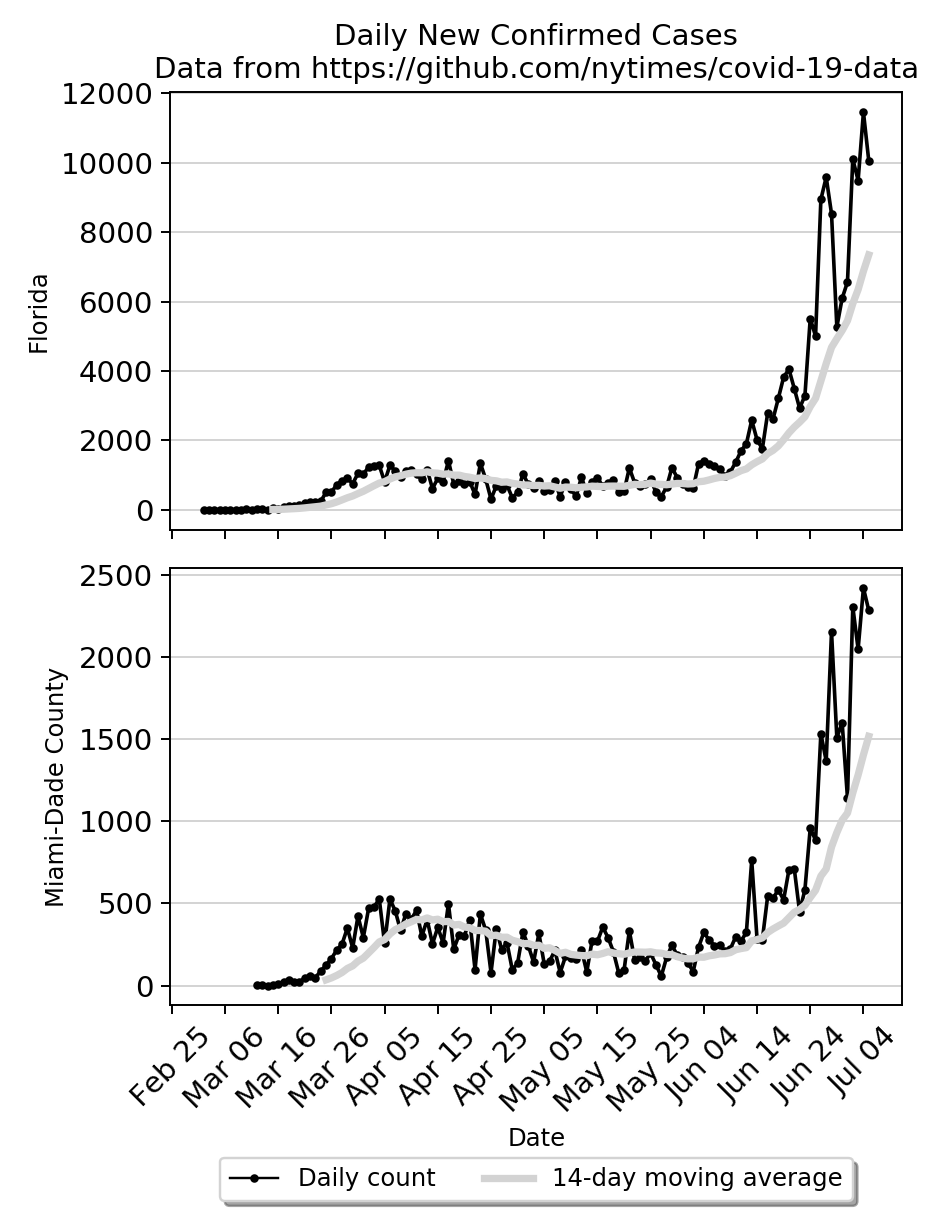 Daily New Confirmed Cases
Data from https://github.com/nytimes/covid-19-data
12000
10000
8000
6000
4000
2000
0
Florida
2500
2000
1500
1000
500
0
Miami-Dade County
Feb 25
Mar 06
Mar 16
Mar 26
Apr 05
Apr 15
Apr 25
May 05
May 15
May 25
Jun 04
Jun 14
Jun 24
Jul 04
Date
Daily count
14-day moving average